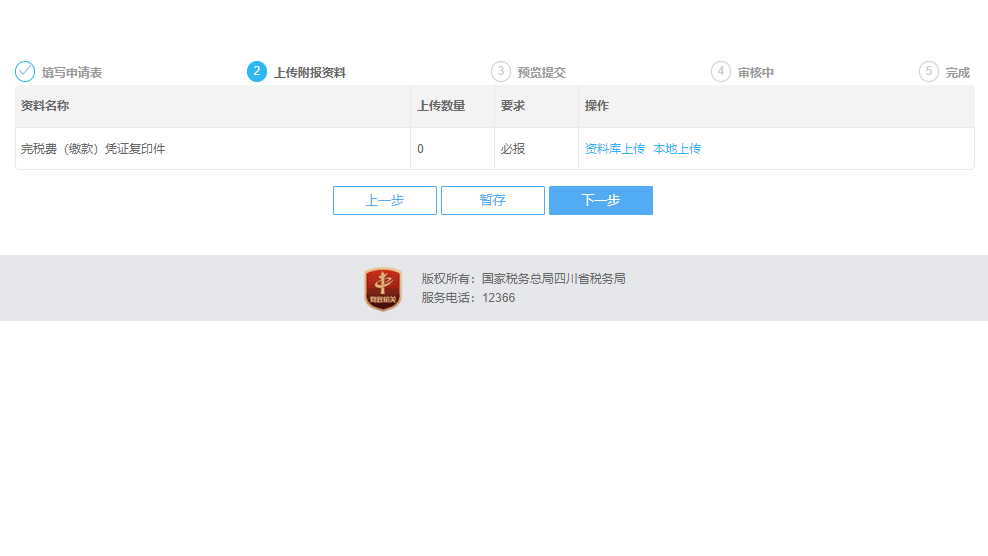 填写申请表 2 上传附报资料 3 预览提交 4 审核中 5 完成
资料名称 上传数量 要求 操作
完税费（缴款）凭证复印件 0 必报 资料库上传 本地上传
上一步 暂存 下一步
党政机关
版权所有：国家税务总局四川省税务局
服务电话：12366